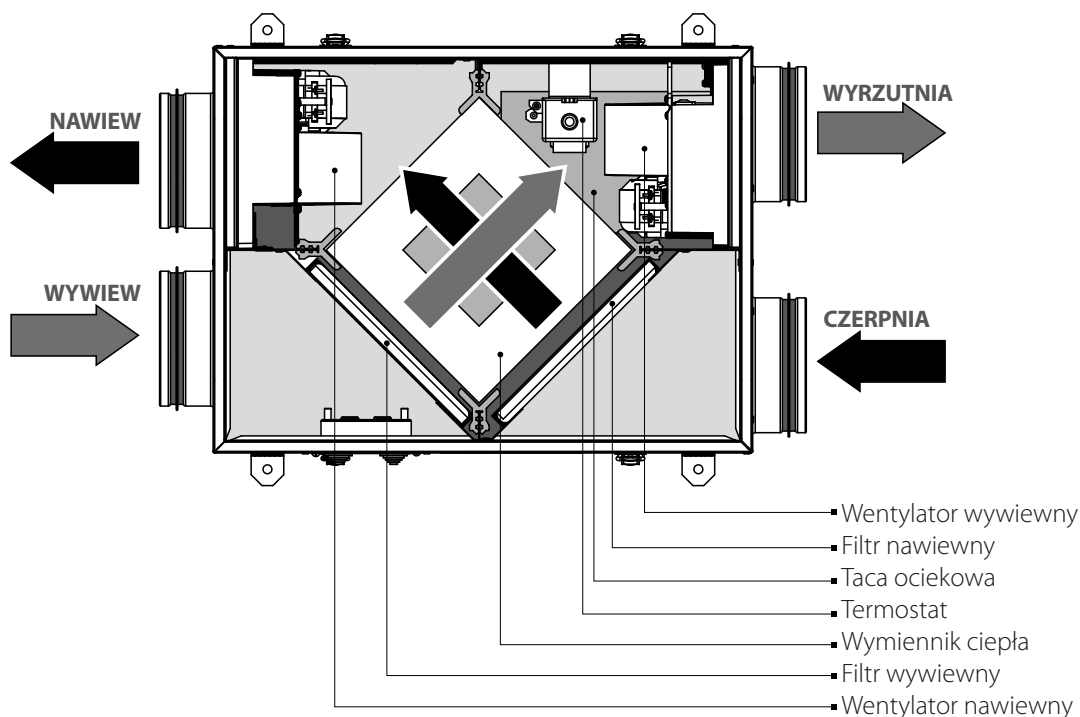 WYRZUTNIA
NAWIEW
WYWIEW
CZERPNIA
Wentylator wywiewny
Filtr nawiewny
Taca ociekowa
Termostat
Wymiennik ciepła
Filtr wywiewny
Wentylator nawiewny